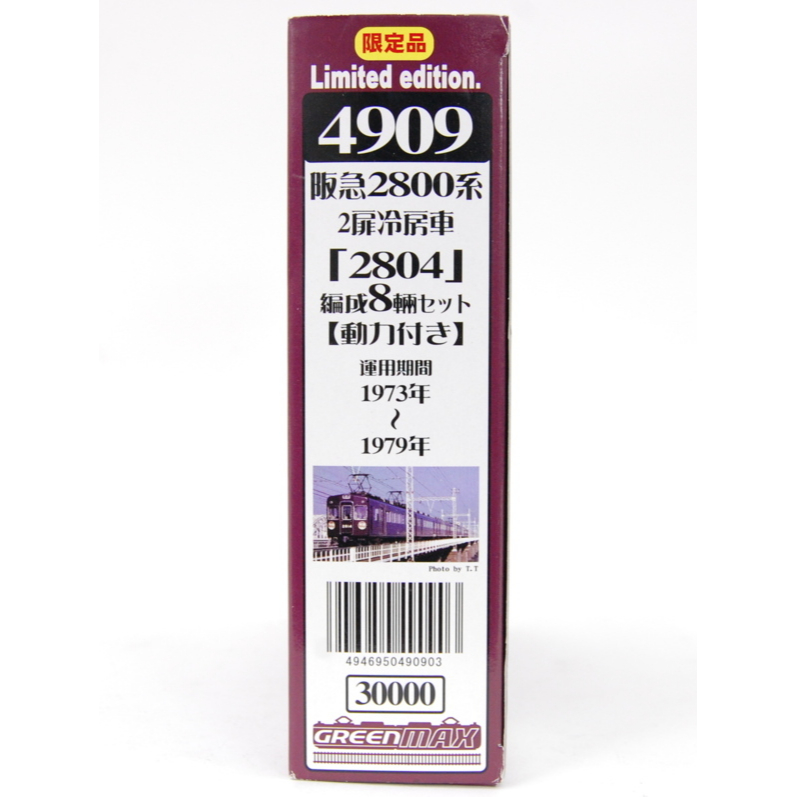 限定品
Limited edition.
4909
阪急2800系
2扉冷房車
「2804」
編成8輛セット
【動力付き】
運用期間
1973年
～
1979年
Photo by T.T
4946950490903
30000
GREENMAX